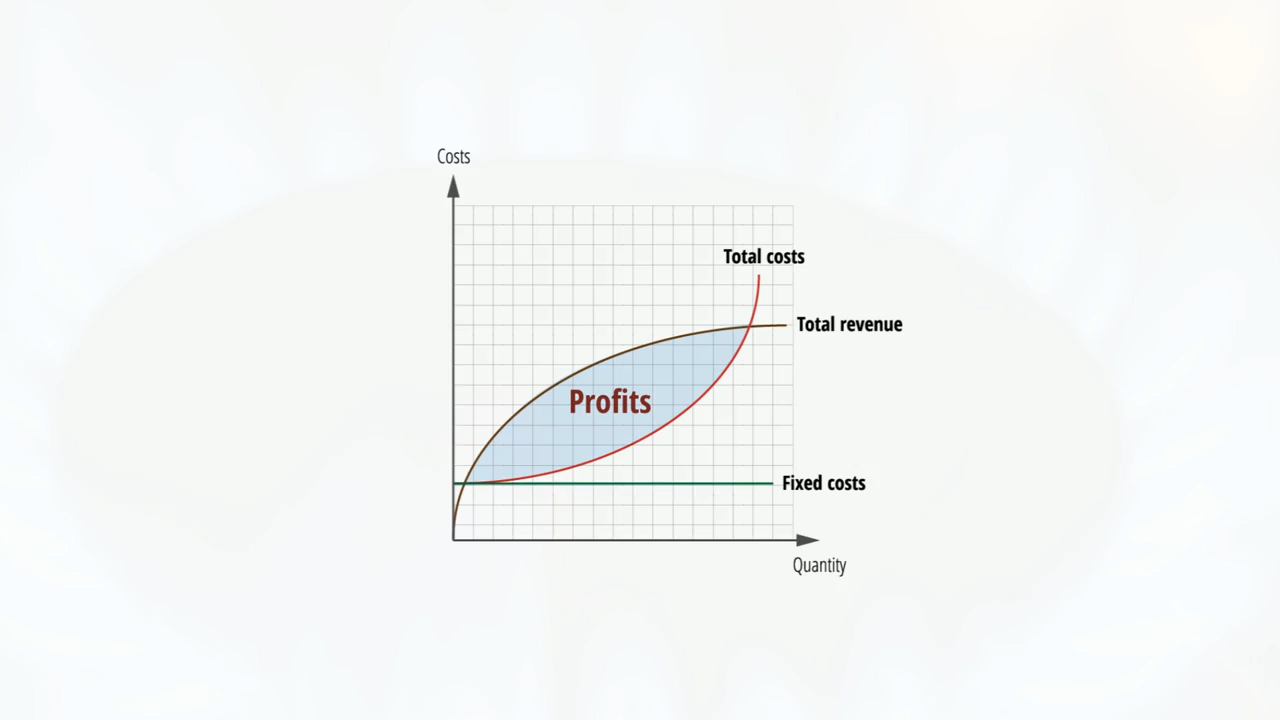 Costs
Total costs
Total revenue
Profits
Fixed costs
Quantity